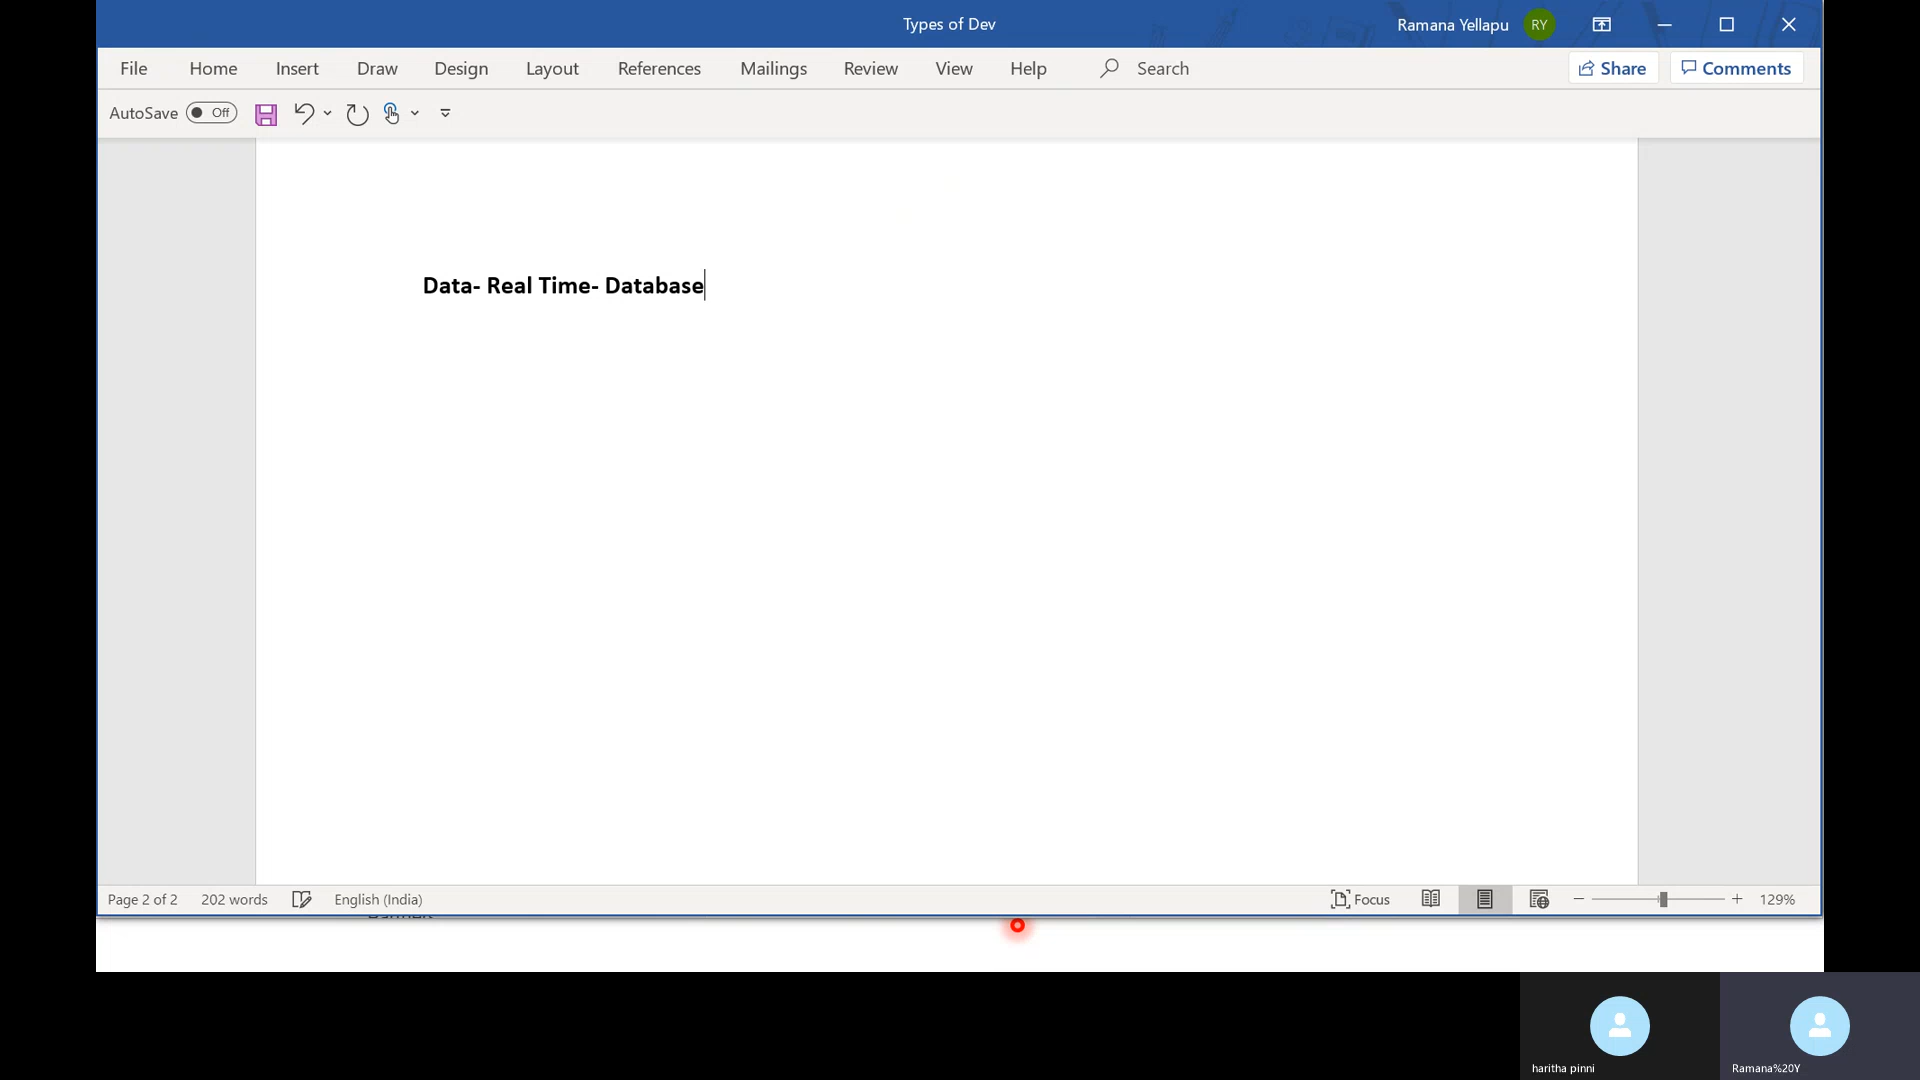 Types of Dev
Ramana Yellapu RY
File Home Insert Draw Design Layout References Mailings Review View Help Search Share Comments
AutoSave Off
Data- Real Time- Database
Page 2 of 2 202 words English (India) Focus 129%
haritha pinni Ramana%20Y